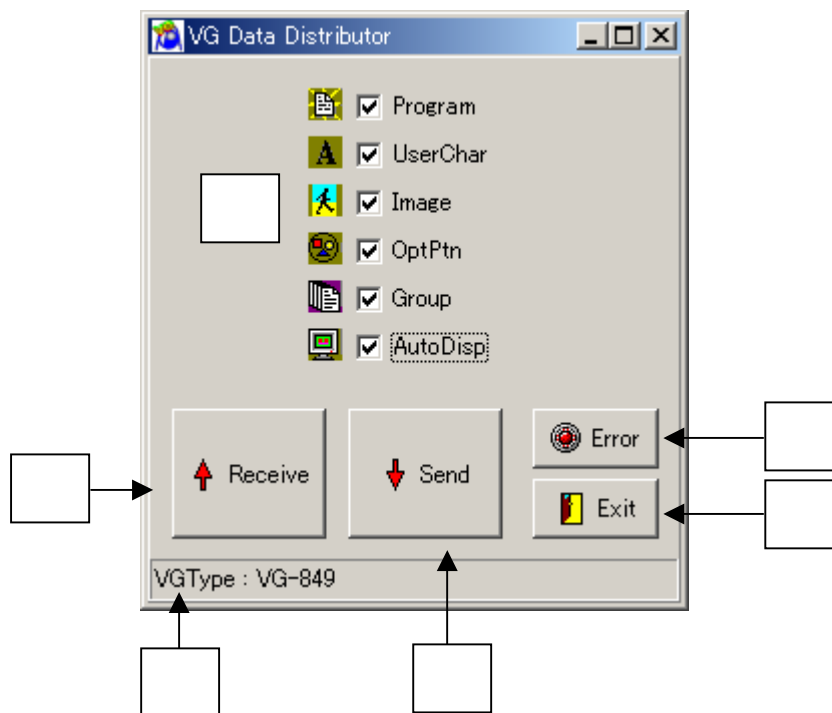 VG Data Distributor
Program
UserChar
Image
OptPtn
Group
AutoDisp
Receive
Send
Error
Exit
VGType : VG-849